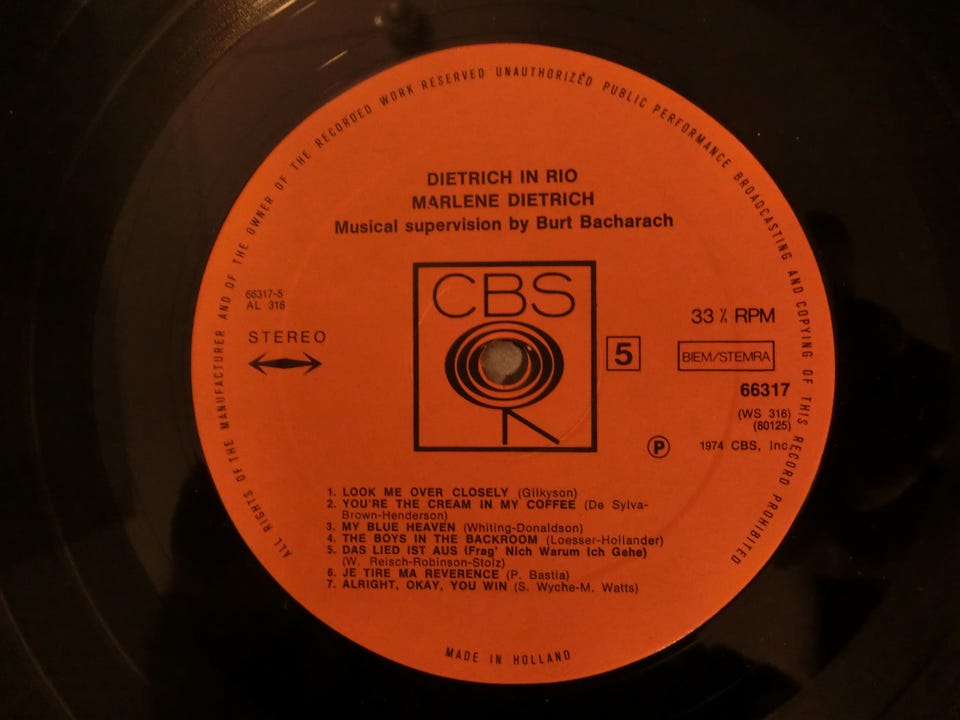 ALL RIGHTS OF THE MANUFACTURER AND OF THE OWNER OF THE RECORDED WORK RESERVED UNAUTHORIZED PUBLIC PERFORMANCE BROADCASTING AND COPYING OF THIS RECORD PROHIBITED
DIETRICH IN RIO
MARLENE DIETRICH
Musical supervision by Burt Bacharach
CBS
66317-5
AL 316
STEREO
33 ⅓ RPM
5
BIEM/STEMRA
66317
(WS 316)
(80125)
Ⓟ 1974 CBS, Inc.
1. LOOK ME OVER CLOSELY (Gilkyson)
2. YOU'RE THE CREAM IN MY COFFEE (De Sylva-
Brown-Henderson)
3. MY BLUE HEAVEN (Whiting-Donaldson)
4. THE BOYS IN THE BACKROOM (Loesser-Hollander)
5. DAS LIED IST AUS (Frag' Nich Warum Ich Gehe)
(W. Reisch-Robinson-Stolz)
6. JE TIRE MA REVERENCE (P. Bastia)
7. ALRIGHT, OKAY, YOU WIN (S. Wyche-M. Watts)
MADE IN HOLLAND